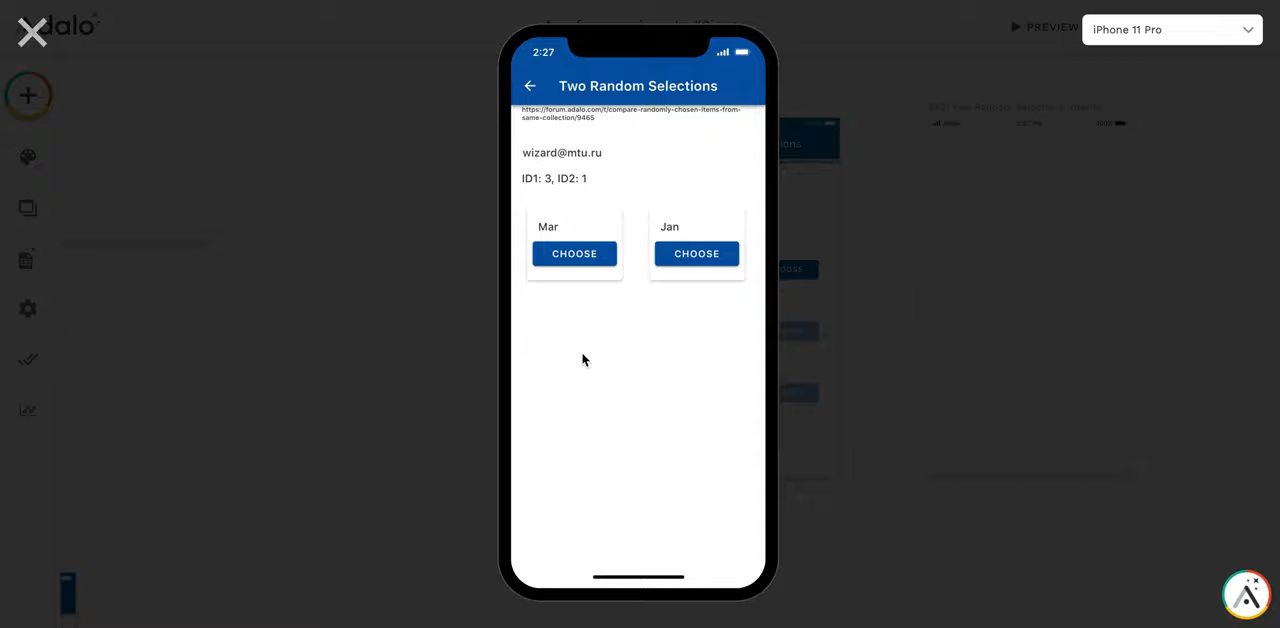 dalo
PREVIEW
iPhone 11 Pro
2:27
Two Random Selections
https://forum.adalo.com/t/compare-randomly-chosen-items-from-
same-collection/9465
wizard@mtu.ru
ID1: 3, ID2: 1
Mar
Jan
CHOOSE
CHOOSE